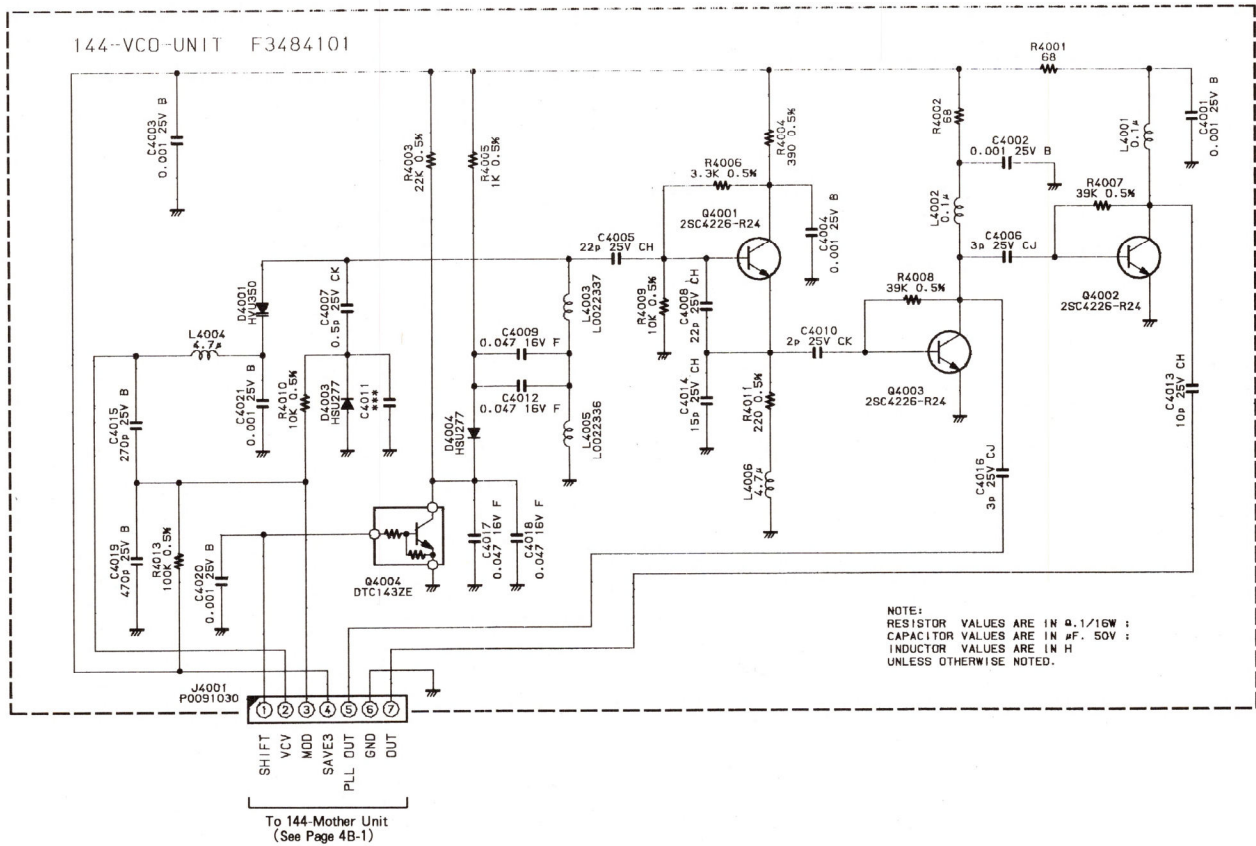 144-VCO-UNIT F3484101
R4001
68
C4003
0.001 25V B
R4003
22K 0.5%
R4005
1K 0.5%
R4004
390 0.5%
R4002
68
C4002
0.001 25V B
L4001
0.1μ
C4001
0.001 25V B
R4006
3.3K 0.5%
Q4001
2SC4226-R24
C4004
0.001 25V B
L4002
0.1μ
R4007
39K 0.5%
C4005
22p 25V CH
C4006
3p 25V CJ
Q4002
2SC4226-R24
D4001
HVU350
C4007
0.5p 25V CK
L4003
L0022337
R4009
10K 0.5%
C4008
22p 25V CH
R4008
39K 0.5%
L4004
4.7μ
C4009
0.047 16V F
C4010
2p 25V CK
C4015
270p 25V B
C4021
0.001 25V B
R4010
10K 0.5%
D4003
HSU277
C4011
***
D4004
HSU277
C4012
0.047 16V F
L4005
L0022336
C4014
15p 25V CH
R4011
220 0.5%
Q4003
2SC4226-R24
C4013
10p 25V CH
L4006
4.7μ
C4016
3p 25V CJ
C4019
470p 25V B
R4013
100K 0.5%
C4020
0.001 25V B
Q4004
DTC143ZE
C4017
0.047 16V F
C4018
0.047 16V F
NOTE:
RESISTOR VALUES ARE IN Ω.1/16W ;
CAPACITOR VALUES ARE IN μF. 50V ;
INDUCTOR VALUES ARE IN H
UNLESS OTHERWISE NOTED.
J4001
P0091030
1 2 3 4 5 6 7
SHIFT
VCV
MOD
SAVE3
PLL OUT
GND
OUT
To 144-Mother Unit
(See Page 4B-1)